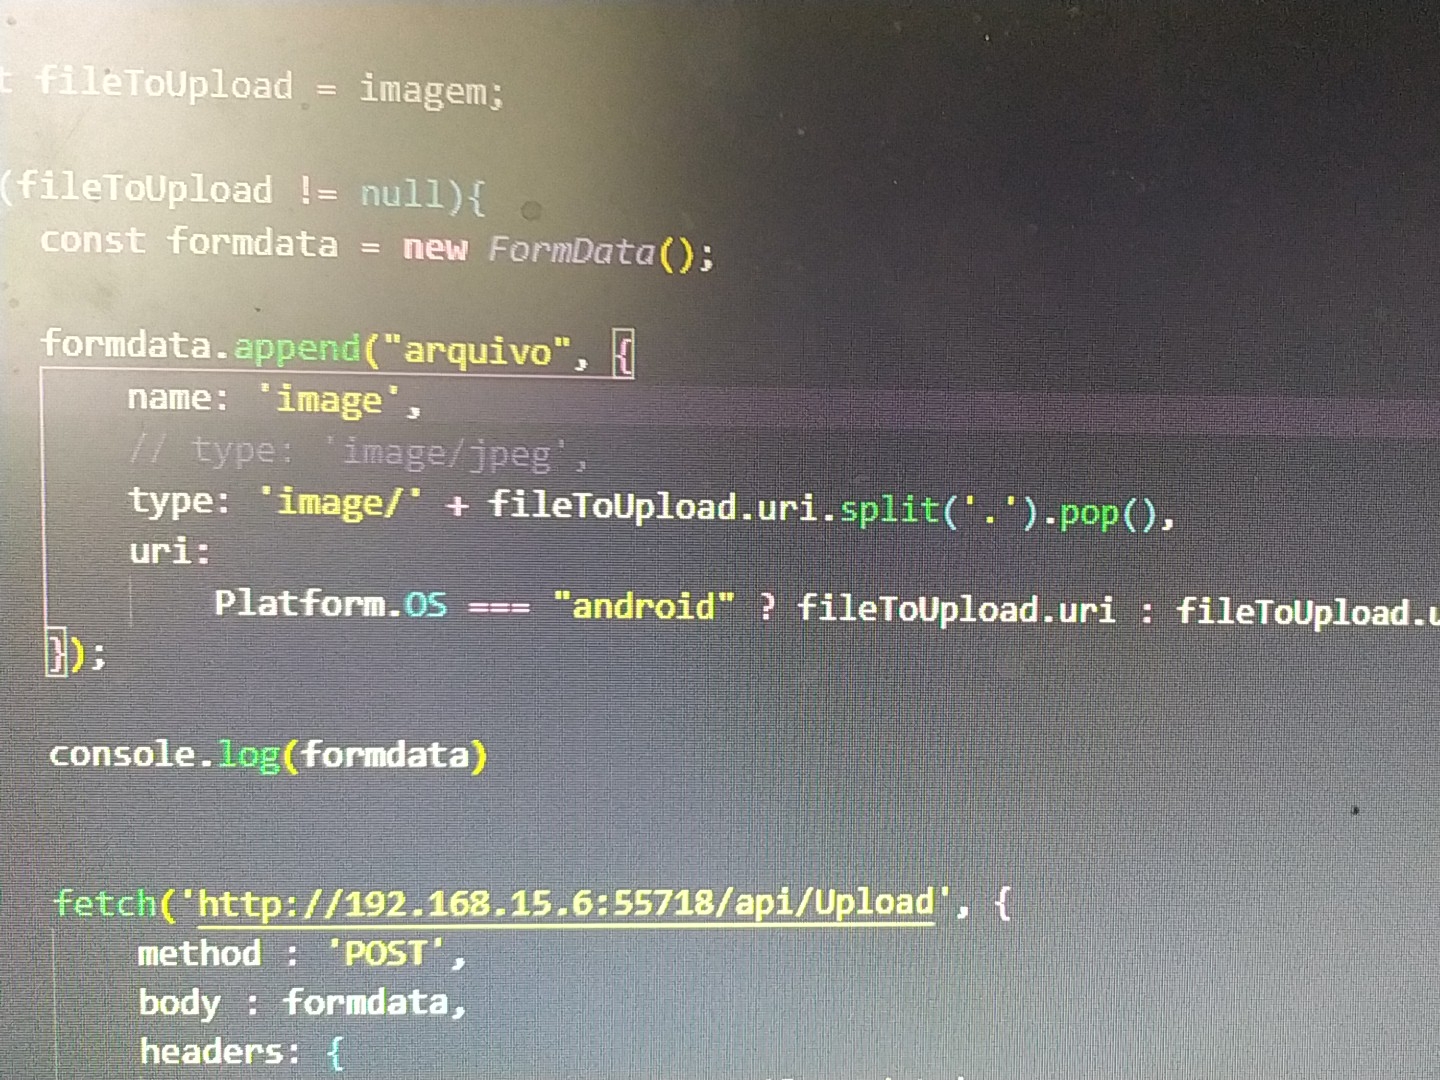 t fileToUpload = imagem;
(fileToUpload != null){
const formdata = new FormData();
formdata.append("arquivo", {
name: 'image',
// type: 'image/jpeg',
type: 'image/' + fileToUpload.uri.split('.').pop(),
uri:
Platform.OS === "android" ? fileToUpload.uri : fileToUpload.u
});
console.log(formdata)
fetch('http://192.168.15.6:55718/api/Upload', {
method : 'POST',
body : formdata,
headers: {